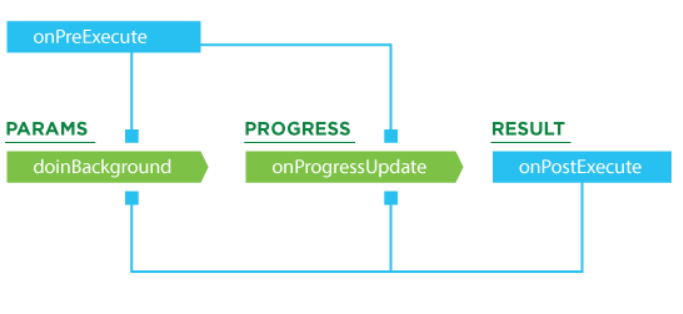 onPreExecute
PARAMS
PROGRESS
RESULT
doinBackground
onProgressUpdate
onPostExecute